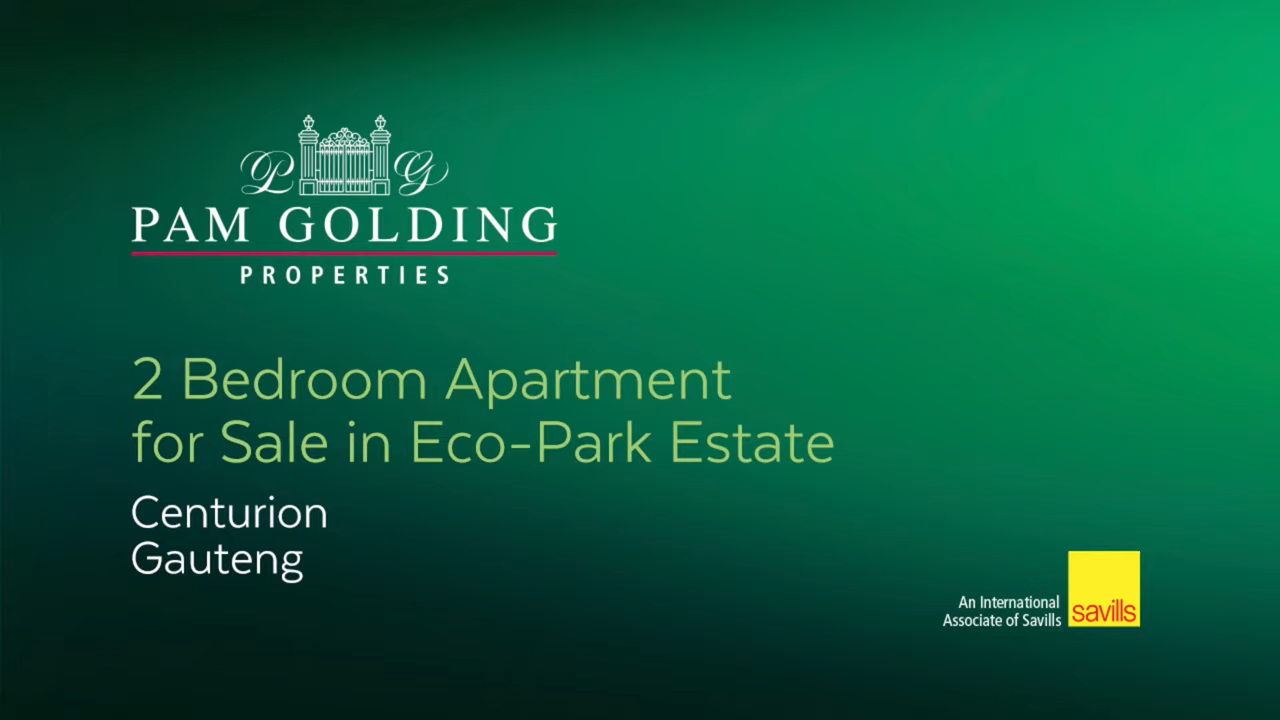 P G
PAM GOLDING
PROPERTIES
2 Bedroom Apartment
for Sale in Eco-Park Estate
Centurion
Gauteng
An International
Associate of Savills
savills